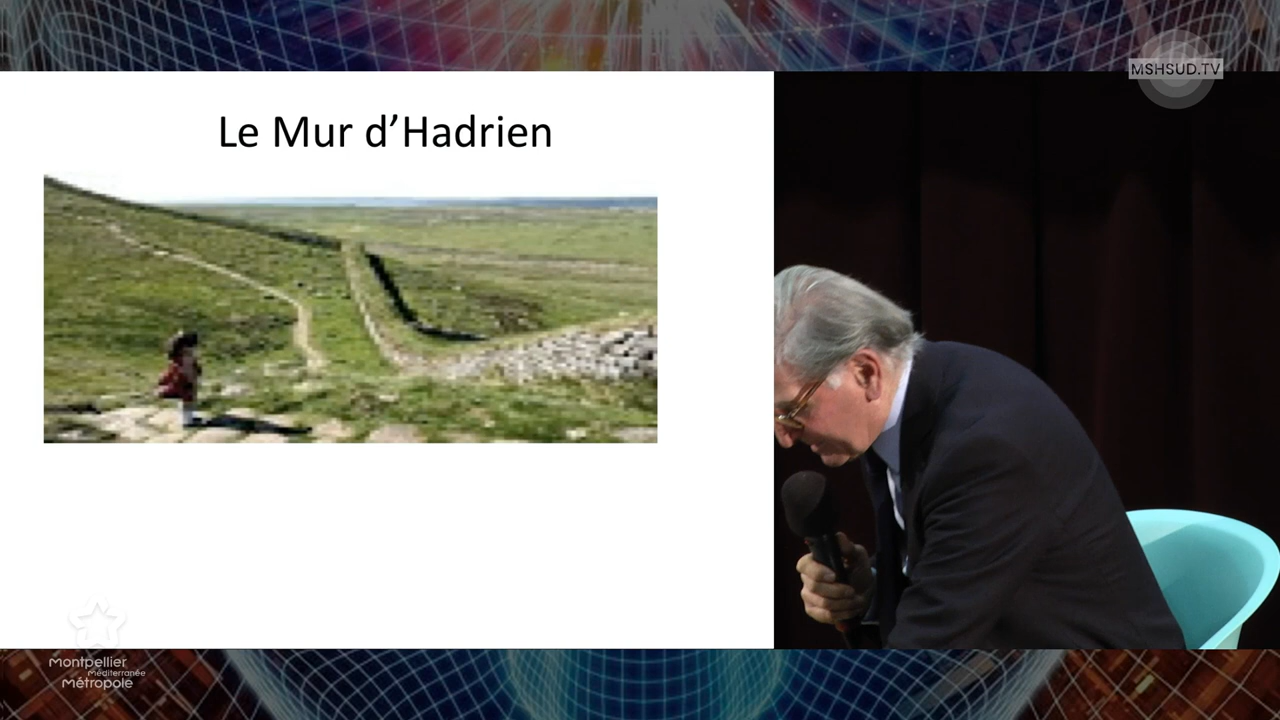 MSHSUD.TV
Le Mur d’Hadrien
Montpellier
Méditerranée
Métropole